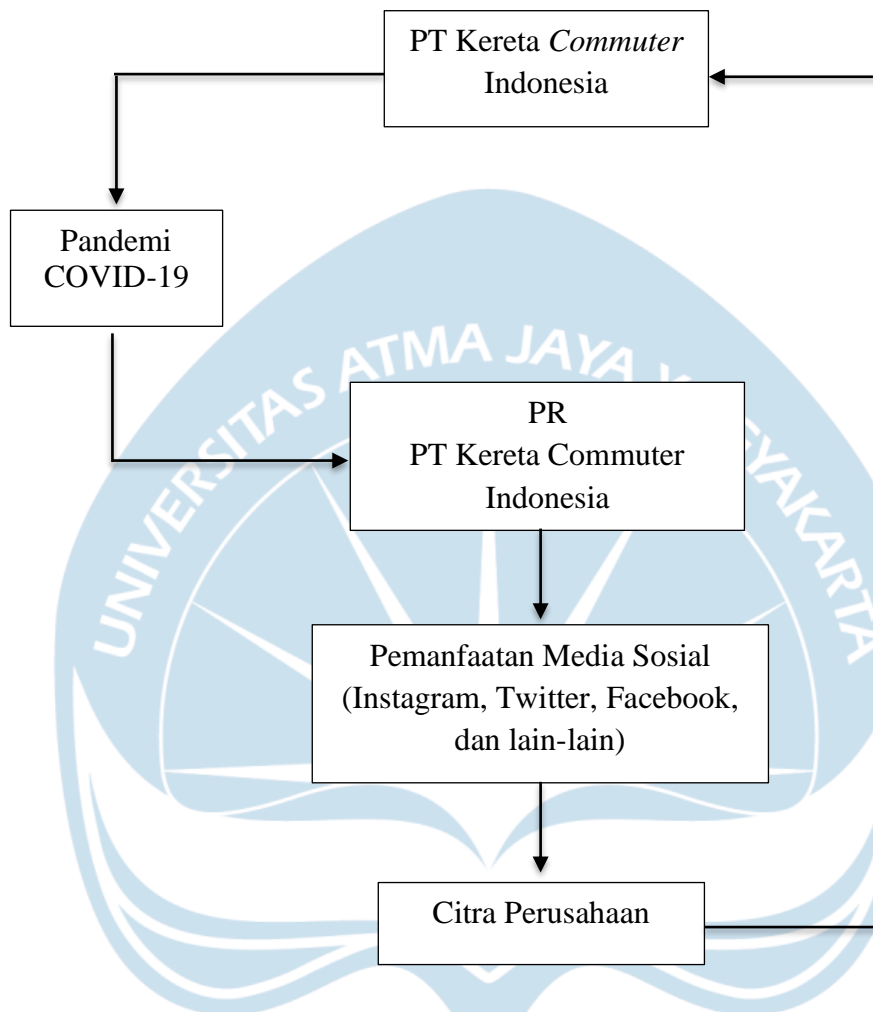 PT Kereta Commuter
Indonesia
Pandemi
COVID-19
PR
PT Kereta Commuter
Indonesia
Pemanfaatan Media Sosial
(Instagram, Twitter, Facebook,
dan lain-lain)
Citra Perusahaan
UNIVERSITAS ATMA JAYA Y GYAKARTA